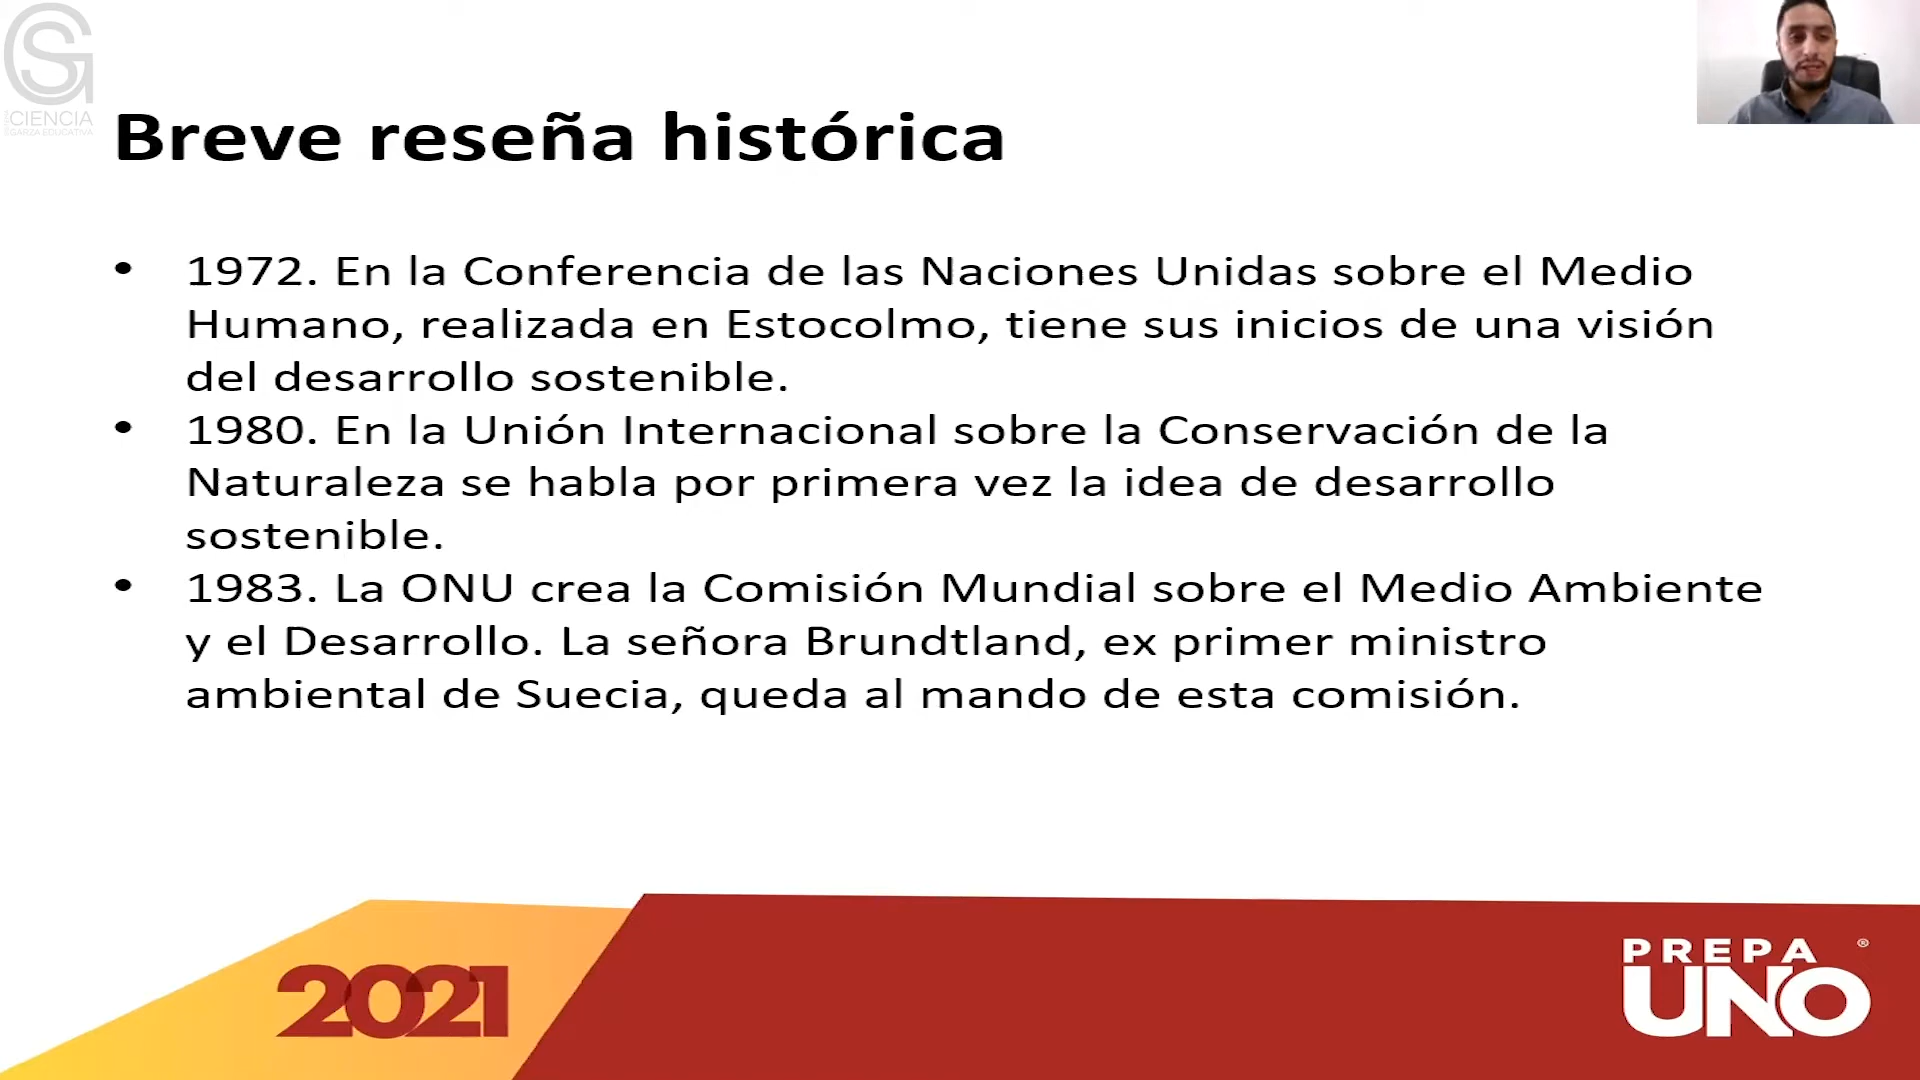 CIENCIA
GARZA EDUCATIVA
Breve reseña histórica
• 1972. En la Conferencia de las Naciones Unidas sobre el Medio
Humano, realizada en Estocolmo, tiene sus inicios de una visión
del desarrollo sostenible.
• 1980. En la Unión Internacional sobre la Conservación de la
Naturaleza se habla por primera vez la idea de desarrollo
sostenible.
• 1983. La ONU crea la Comisión Mundial sobre el Medio Ambiente
y el Desarrollo. La señora Brundtland, ex primer ministro
ambiental de Suecia, queda al mando de esta comisión.
2021
PREPA ®
UNO